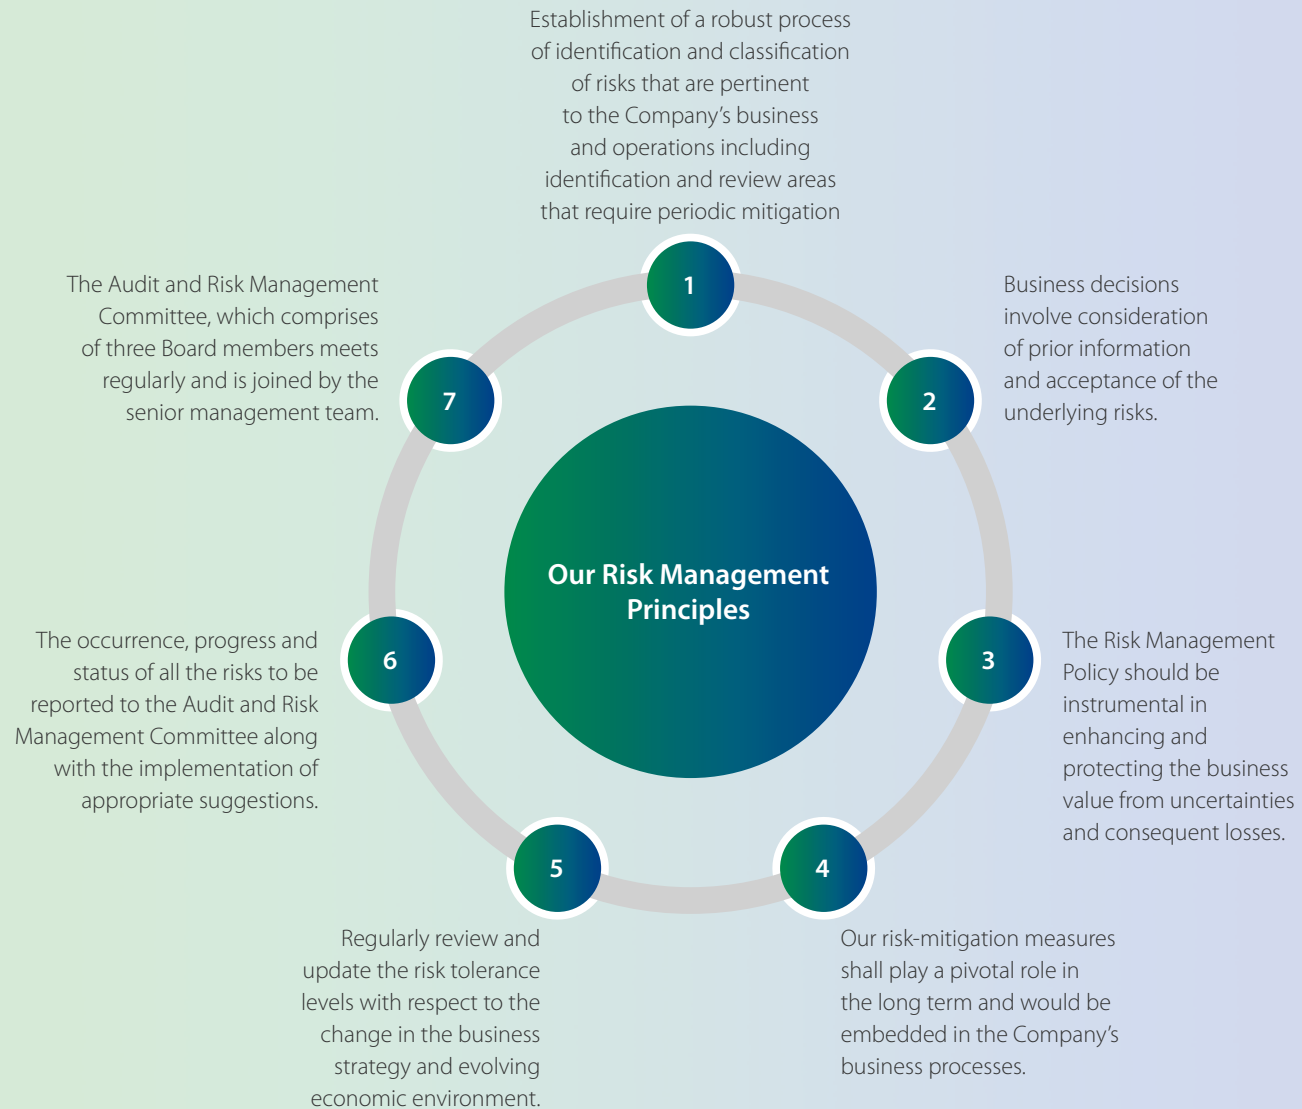 Establishment of a robust process
of identification and classification
of risks that are pertinent
to the Company's business
and operations including
identification and review areas
that require periodic mitigation
1
Business decisions
involve consideration
of prior information
and acceptance of the
underlying risks.
2
The Risk Management
Policy should be
instrumental in
enhancing and
protecting the business
value from uncertainties
and consequent losses.
3
Our risk-mitigation measures
shall play a pivotal role in
the long term and would be
embedded in the Company's
business processes.
4
Regularly review and
update the risk tolerance
levels with respect to the
change in the business
strategy and evolving
economic environment.
5
The occurrence, progress and
status of all the risks to be
reported to the Audit and Risk
Management Committee along
with the implementation of
appropriate suggestions.
6
The Audit and Risk Management
Committee, which comprises
of three Board members meets
regularly and is joined by the
senior management team.
7
Our Risk Management
Principles